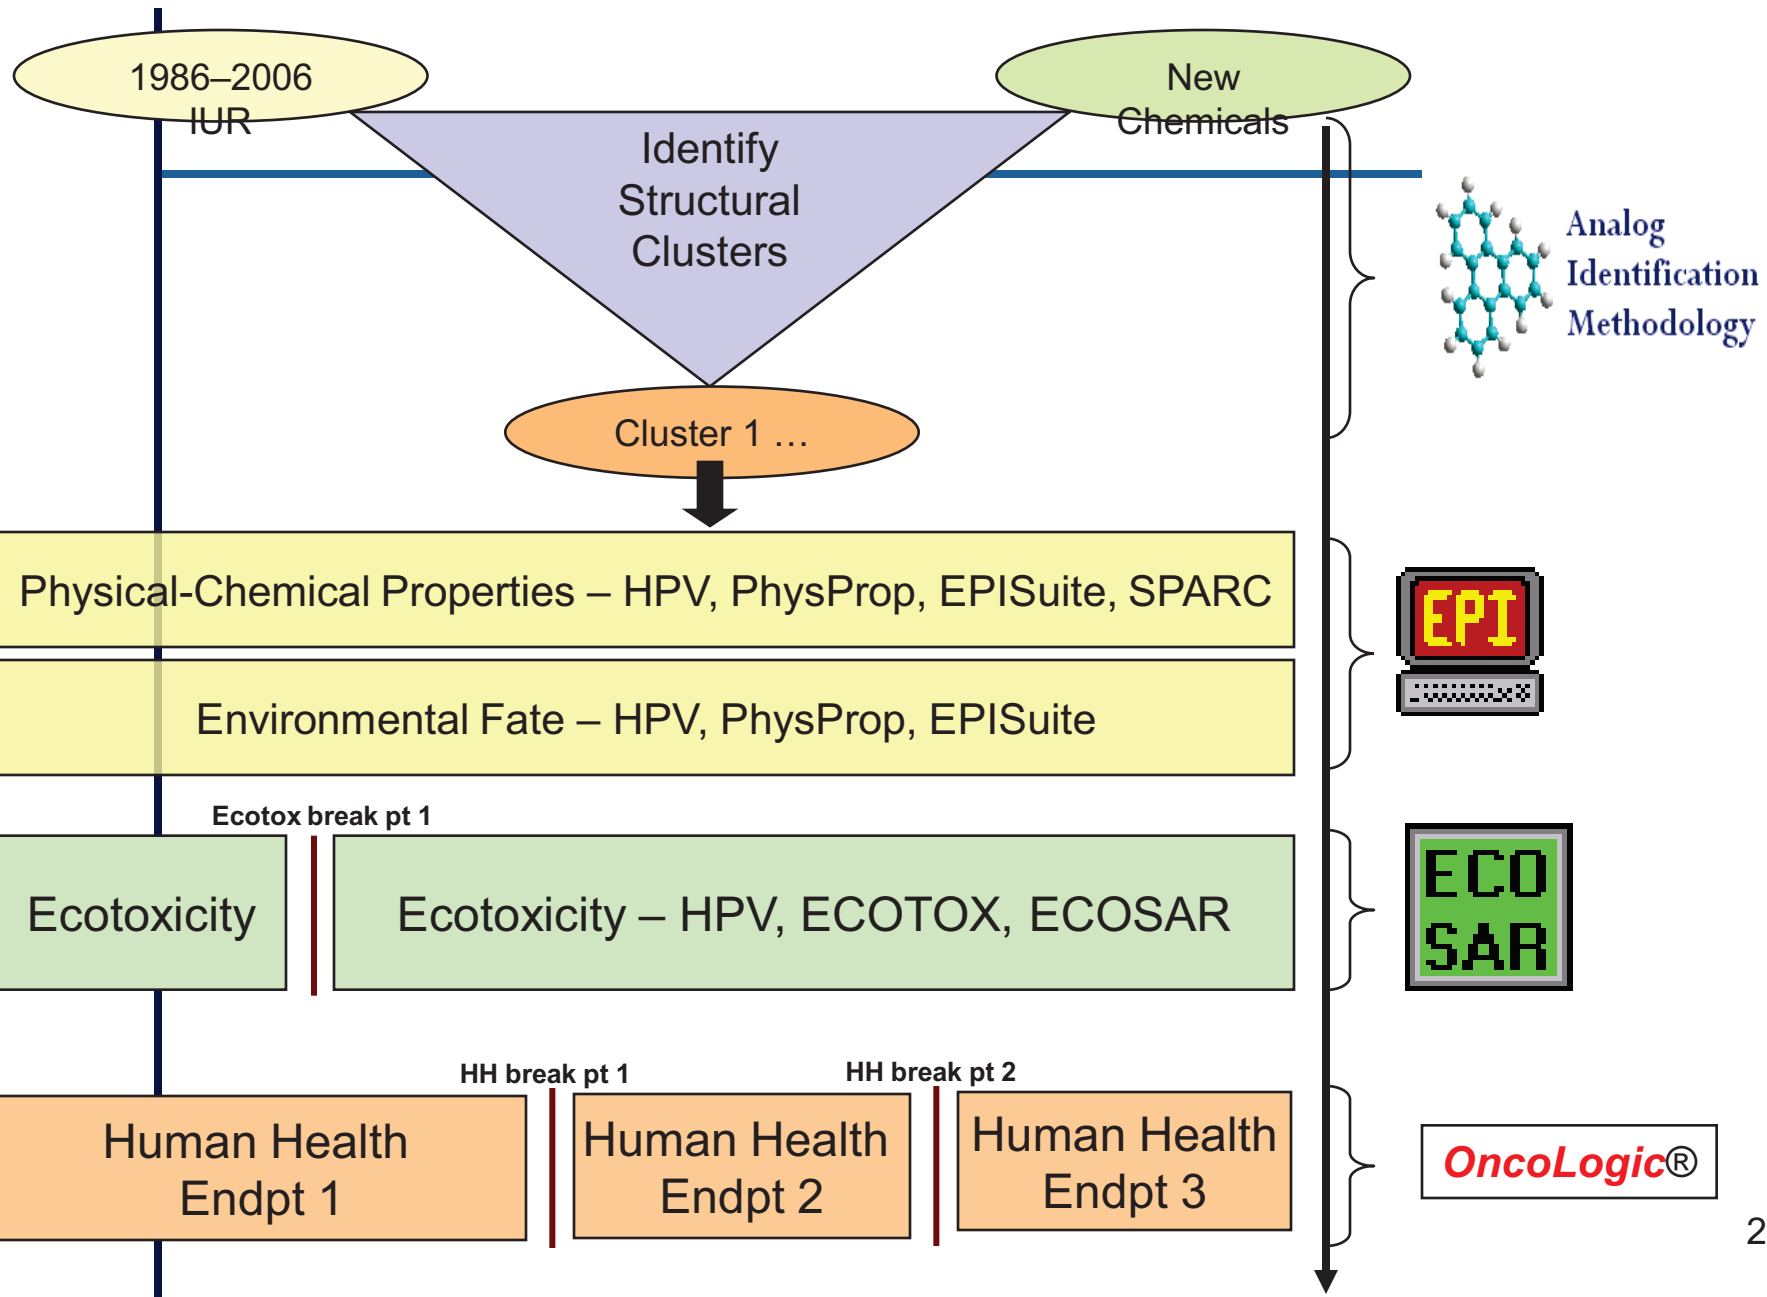 1986–2006
IUR
New
Chemicals
Identify
Structural
Clusters
Analog
Identification
Methodology
Cluster 1 …
Physical-Chemical Properties – HPV, PhysProp, EPISuite, SPARC
EPI
Environmental Fate – HPV, PhysProp, EPISuite
Ecotox break pt 1
Ecotoxicity
Ecotoxicity – HPV, ECOTOX, ECOSAR
ECO
SAR
HH break pt 1
HH break pt 2
Human Health
Endpt 1
Human Health
Endpt 2
Human Health
Endpt 3
OncoLogic®
2